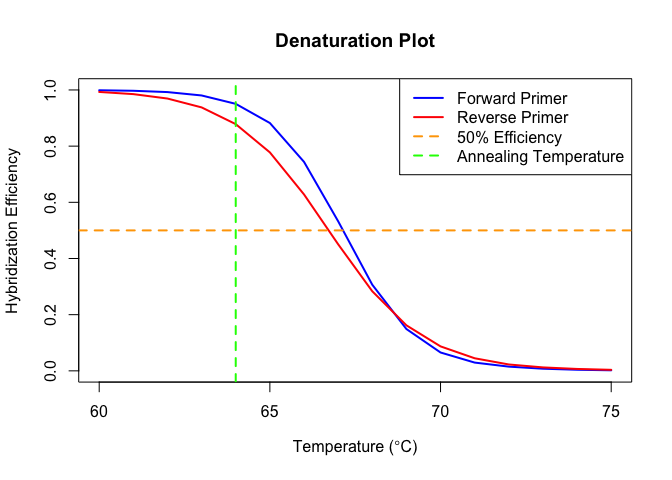 Denaturation Plot
Forward Primer
Reverse Primer
50% Efficiency
Annealing Temperature
Hybridization Efficiency
1.0
0.8
0.6
0.4
0.2
0.0
60
65
70
75
Temperature (°C)